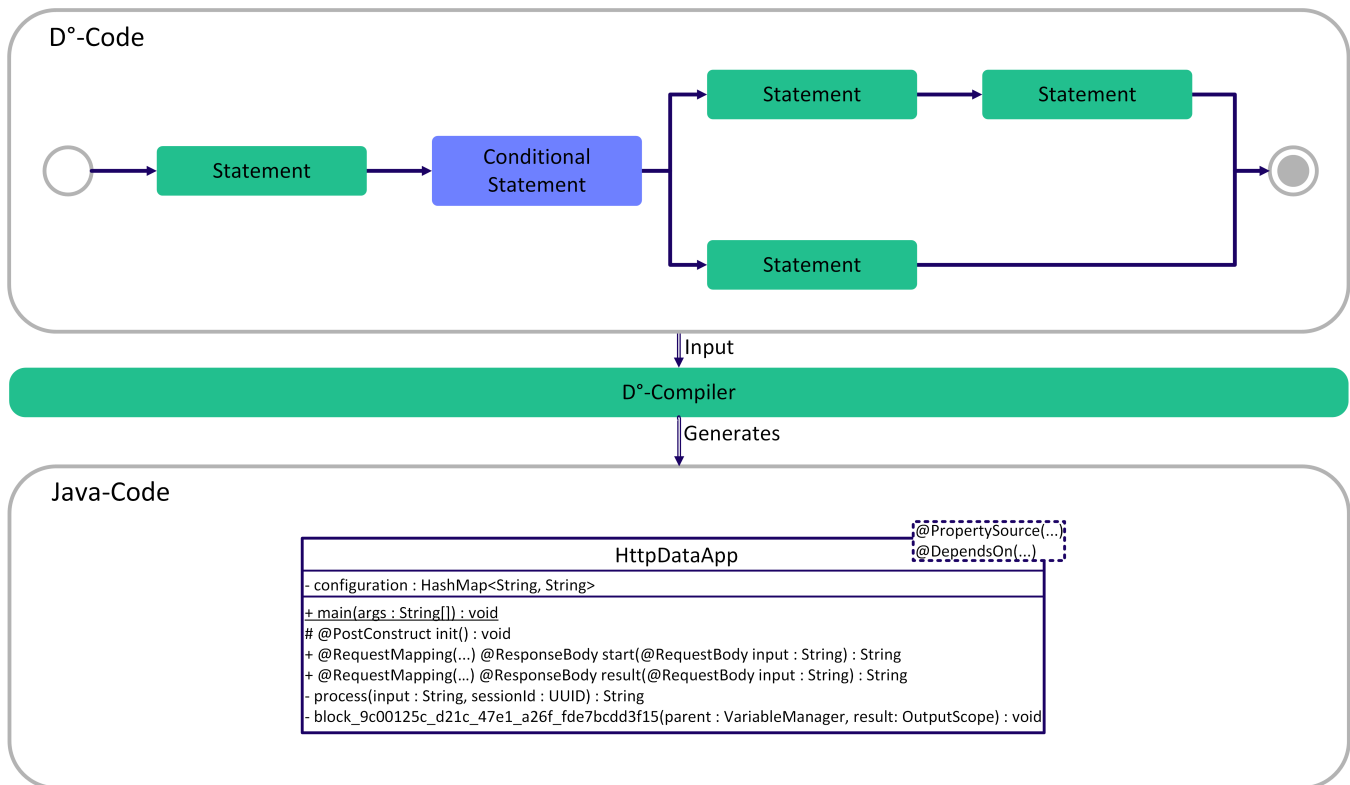 D°-Code
Statement
Statement
Statement
Conditional
Statement
Statement
Input
D°-Compiler
Generates
Java-Code
@PropertySource(...)
@DependsOn(...)
HttpDataApp
- configuration : HashMap<String, String>
+ main(args : String[]) : void
# @PostConstruct init() : void
+ @RequestMapping(...) @ResponseBody start(@RequestBody input : String) : String
+ @RequestMapping(...) @ResponseBody result(@RequestBody input : String) : String
- process(input : String, sessionId : UUID) : String
- block_9c00125c_d21c_47e1_a26f_fde7bcdd3f15(parent : VariableManager, result: OutputScope) : void